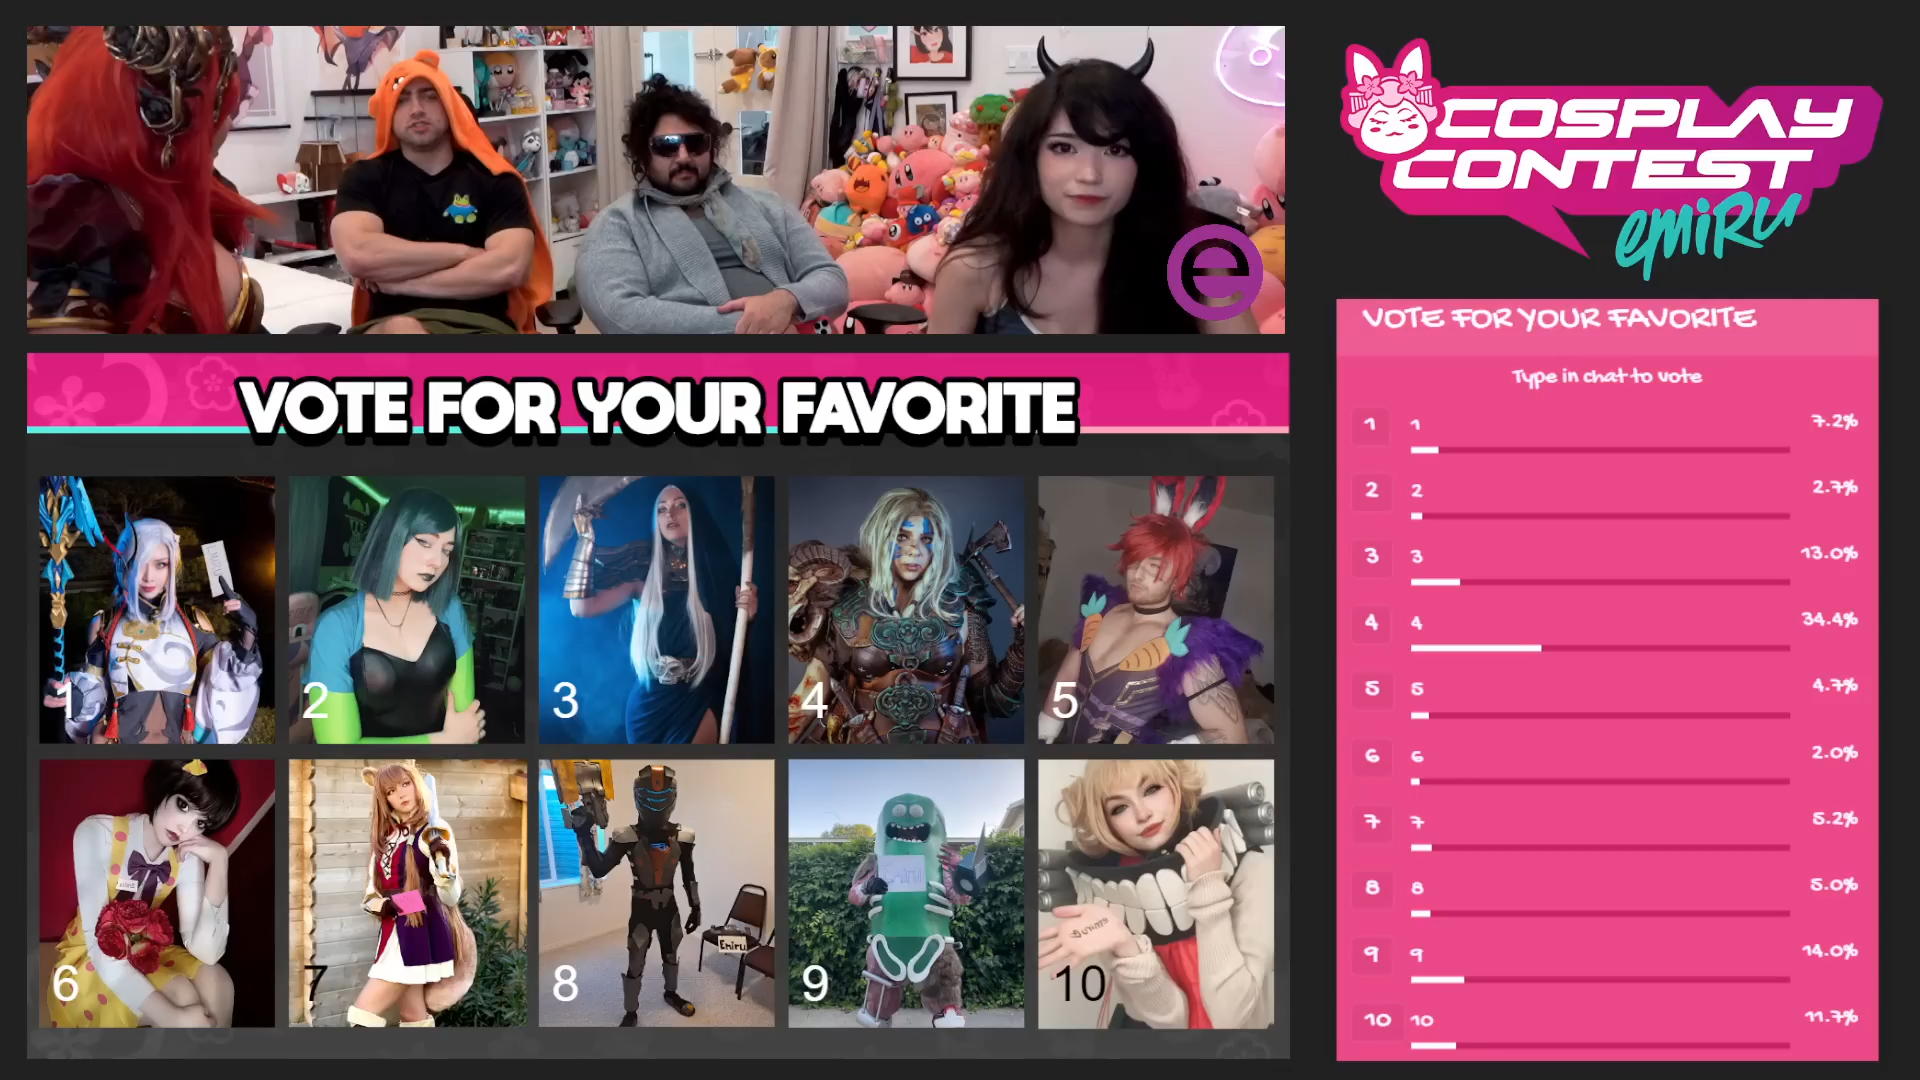 COSPLAY
CONTEST
emiru
e
VOTE FOR YOUR FAVORITE
1
2
3
4
5
6
7
8
Emiru
9
10
VOTE FOR YOUR FAVORITE
Type in chat to vote
1 1 7.2%
2 2 2.7%
3 3 13.0%
4 4 34.4%
5 5 4.7%
6 6 2.0%
7 7 5.2%
8 8 5.0%
9 9 14.0%
10 10 11.7%